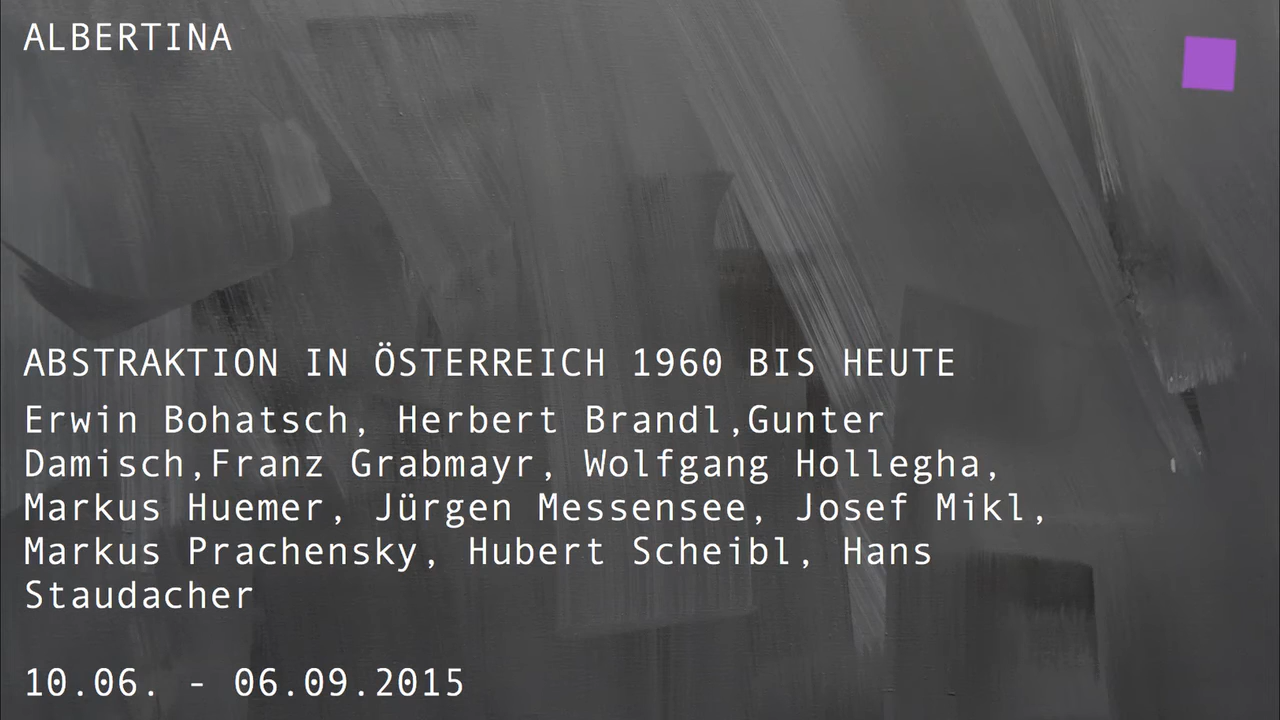 ALBERTINA
ABSTRAKTION IN ÖSTERREICH 1960 BIS HEUTE
Erwin Bohatsch, Herbert Brandl,Gunter
Damisch,Franz Grabmayr, Wolfgang Hollegha,
Markus Huemer, Jürgen Messensee, Josef Mikl,
Markus Prachensky, Hubert Scheibl, Hans
Staudacher
10.06. - 06.09.2015